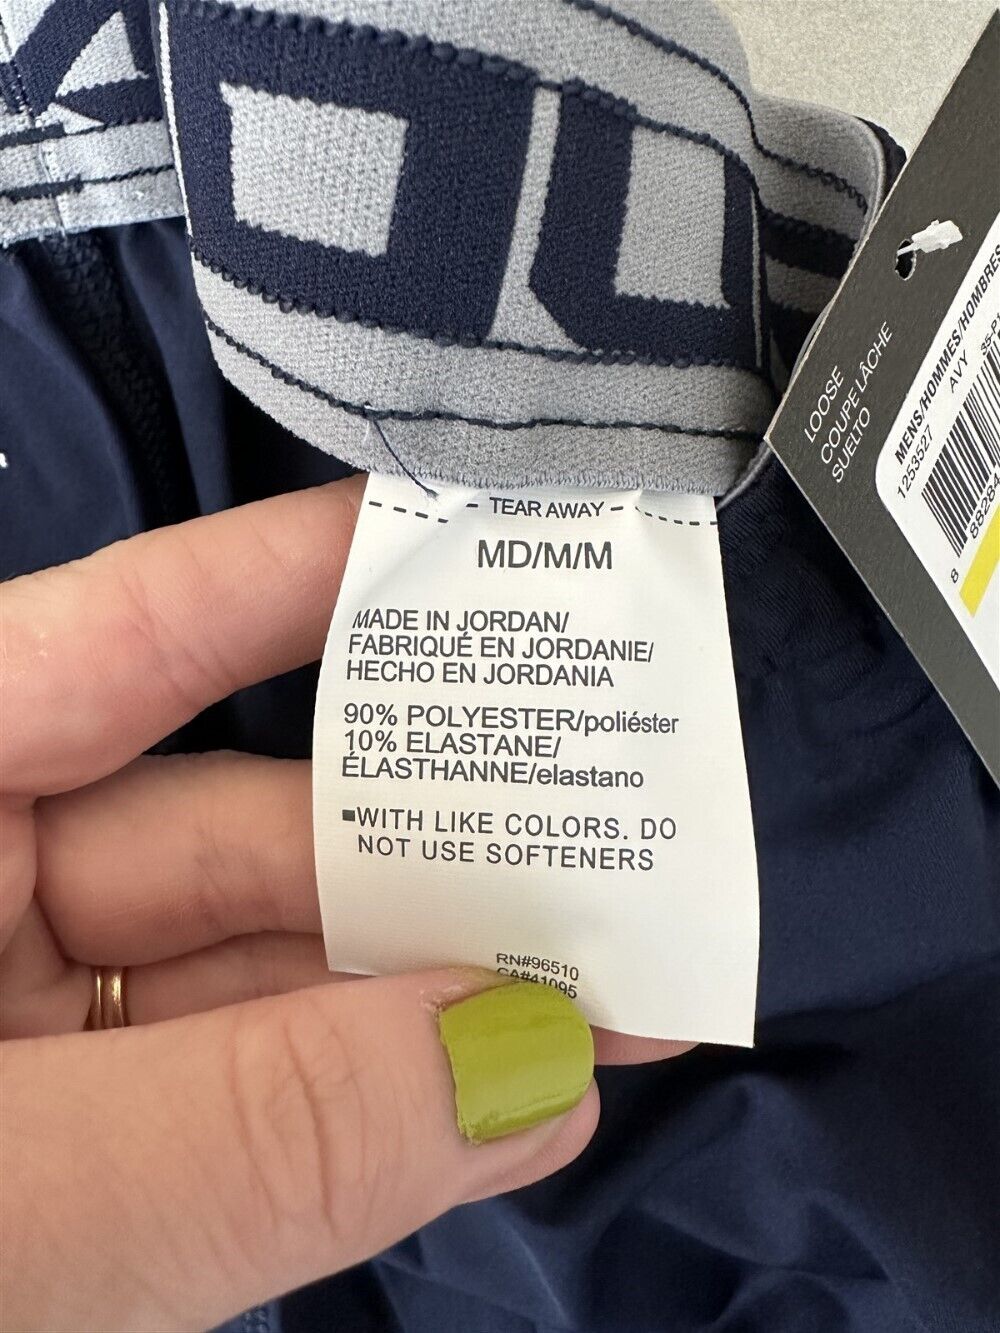 TEAR AWAY
MD/M/M
MADE IN JORDAN/
FABRIQUÉ EN JORDANIE/
HECHO EN JORDANIA
90% POLYESTER/poliéster
10% ELASTANE/
ÉLASTHANNE/elastano
WITH LIKE COLORS. DO
NOT USE SOFTENERS
RN#96510
CA#41095
LOOSE
COUPE LÂCHE
SUELTO
MENS/HOMMES/HOMBRES
1253527
AVY
8